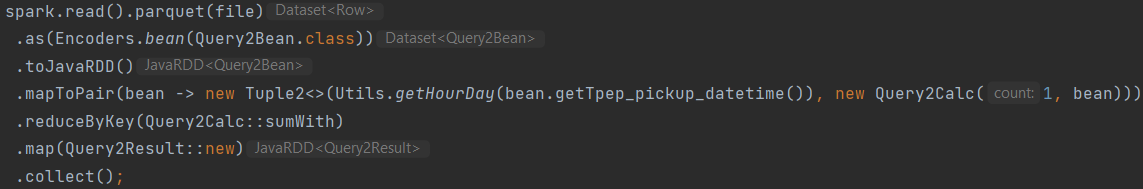 spark.read().parquet(file) Dataset<Row>
.as(Encoders.bean(Query2Bean.class)) Dataset<Query2Bean>
.toJavaRDD() JavaRDD<Query2Bean>
.mapToPair(bean -> new Tuple2<>(Utils.getHourDay(bean.getTpep_pickup_datetime()), new Query2Calc( count: 1, bean)))
.reduceByKey(Query2Calc::sumWith)
.map(Query2Result::new) JavaRDD<Query2Result>
.collect();